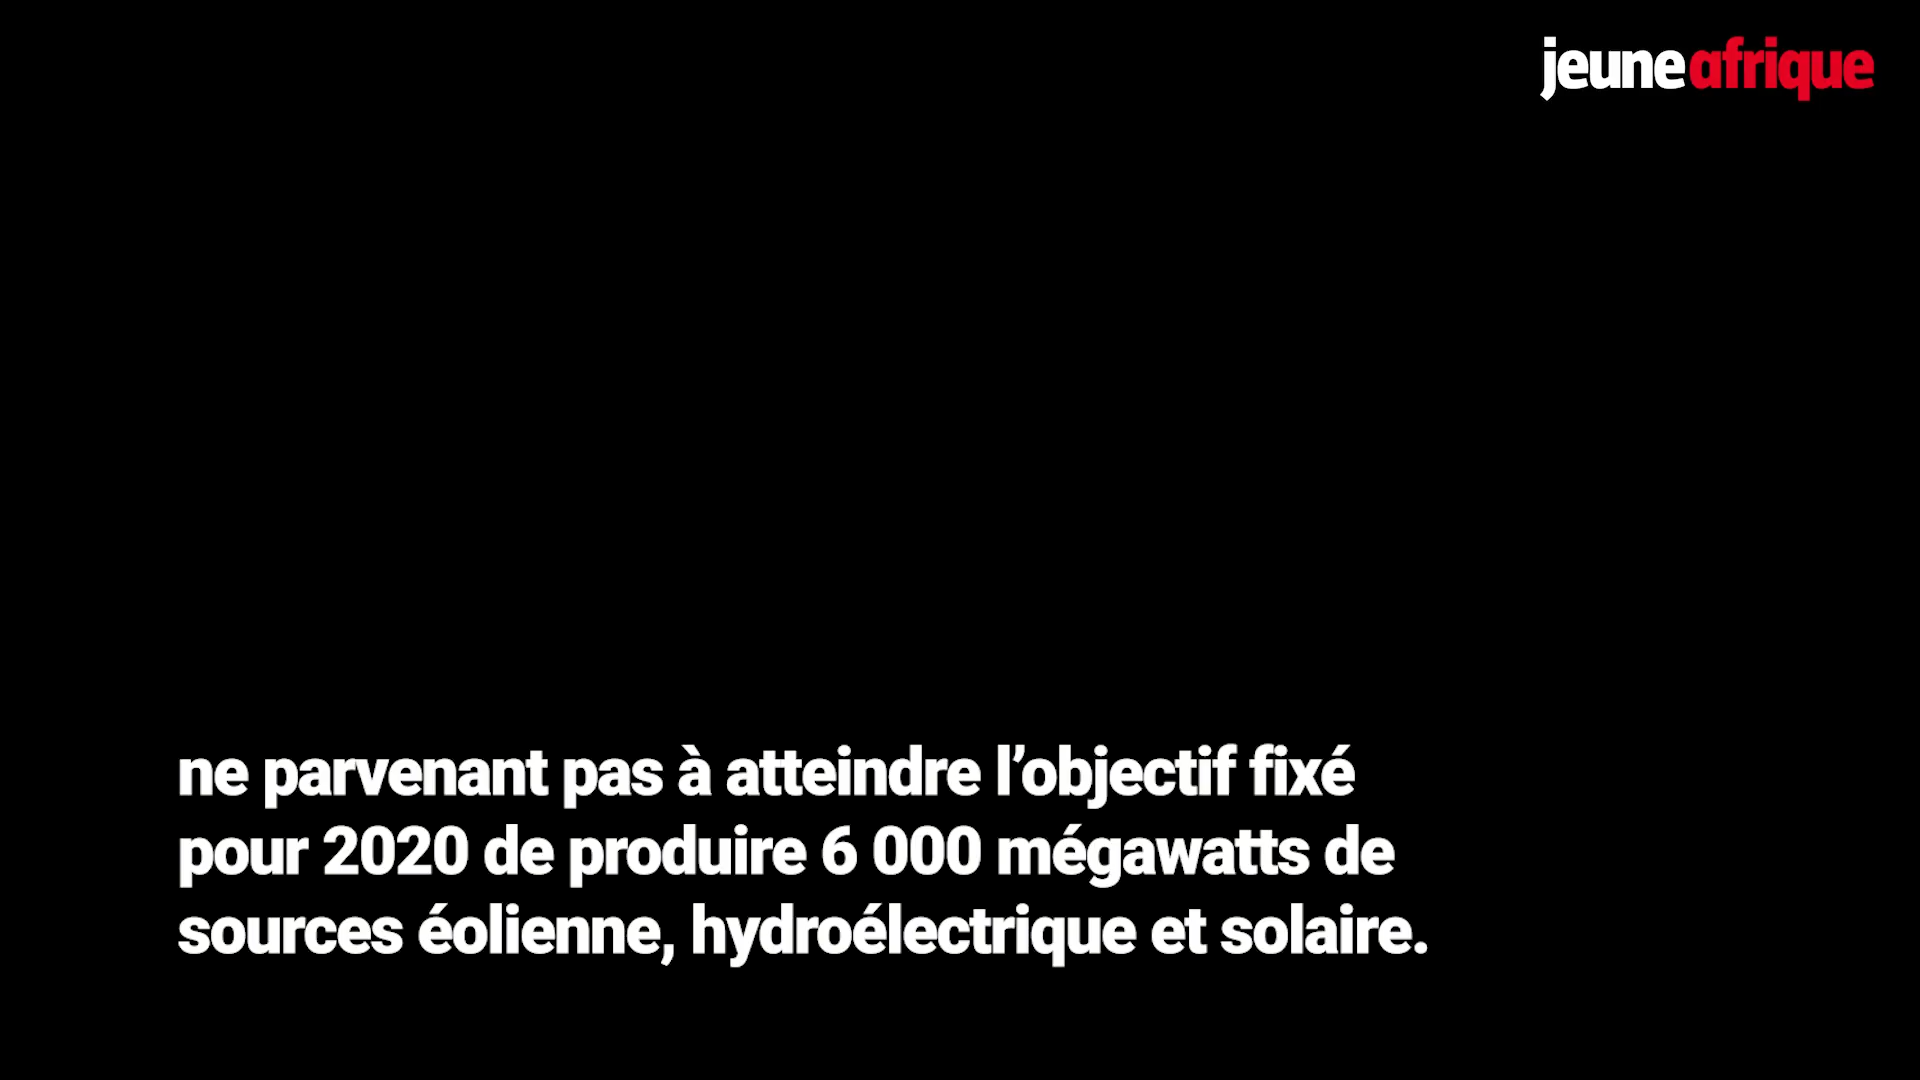 jeuneafrique
ne parvenant pas à atteindre l’objectif fixé
pour 2020 de produire 6 000 mégawatts de
sources éolienne, hydroélectrique et solaire.